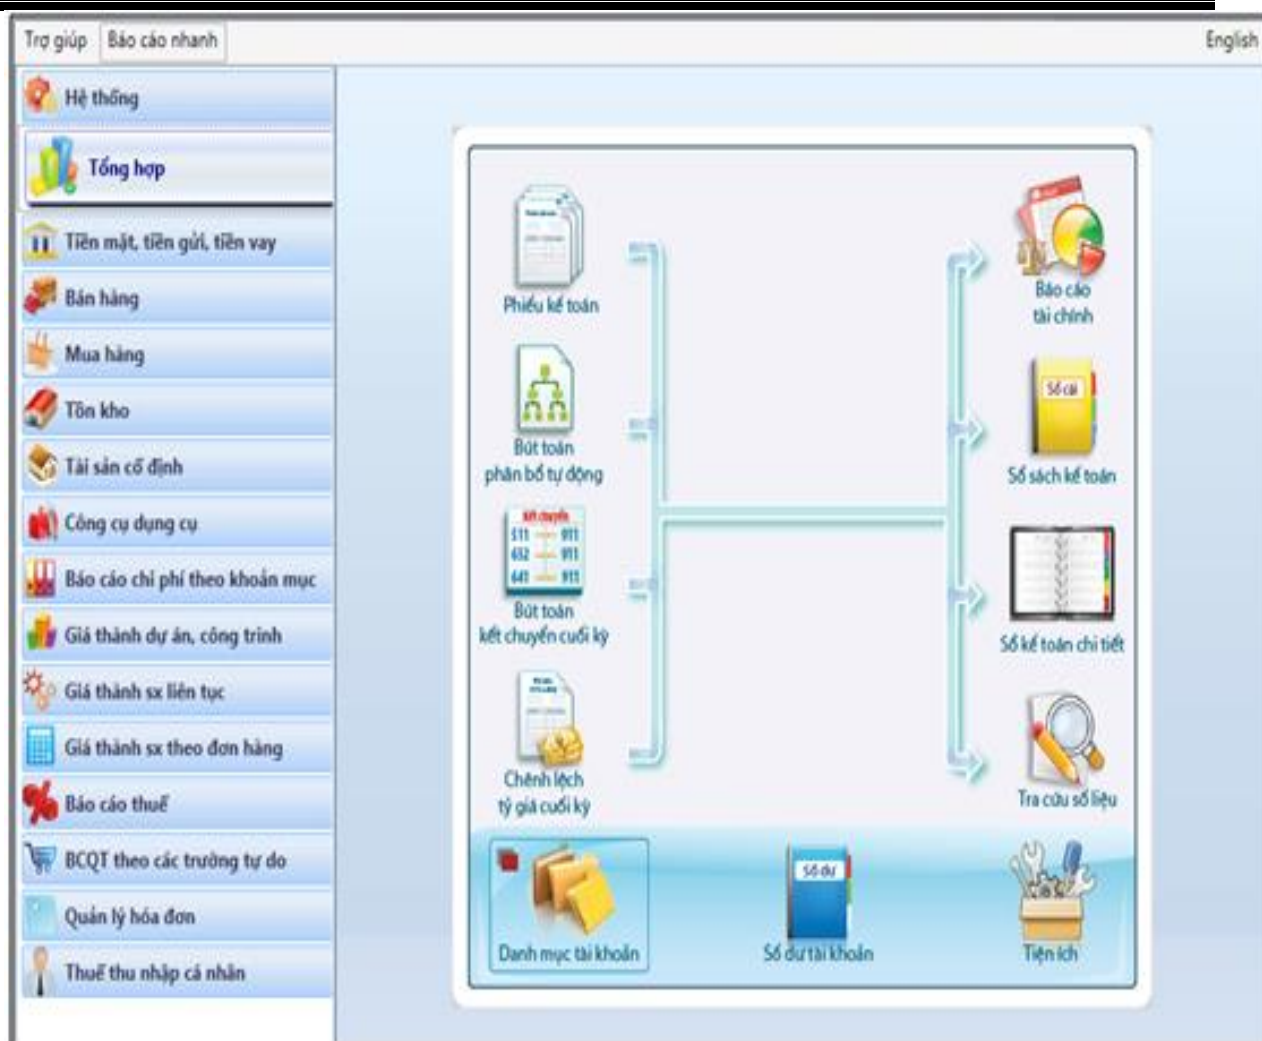 Trợ giúp Báo cáo nhanh English
Hệ thống
Tổng hợp
Tiền mặt, tiền gửi, tiền vay
Bán hàng
Mua hàng
Tồn kho
Tài sản cố định
Công cụ dụng cụ
Báo cáo chi phí theo khoản mục
Giá thành dự án, công trình
Giá thành sx liên tục
Giá thành sx theo đơn hàng
Báo cáo thuế
BCQT theo các trường tự do
Quản lý hóa đơn
Thuế thu nhập cá nhân
Phiếu kế toán
Bút toán
phân bổ tự động
Kết chuyển
511 911
632 911
641 911
Bút toán
kết chuyển cuối kỳ
Chênh lệch
tỷ giá cuối kỳ
Báo cáo
tài chính
Sổ cái
Sổ sách kế toán
Sổ kế toán chi tiết
Tra cứu số liệu
Danh mục tài khoản
Số dư
Số dư tài khoản
Tiện ích